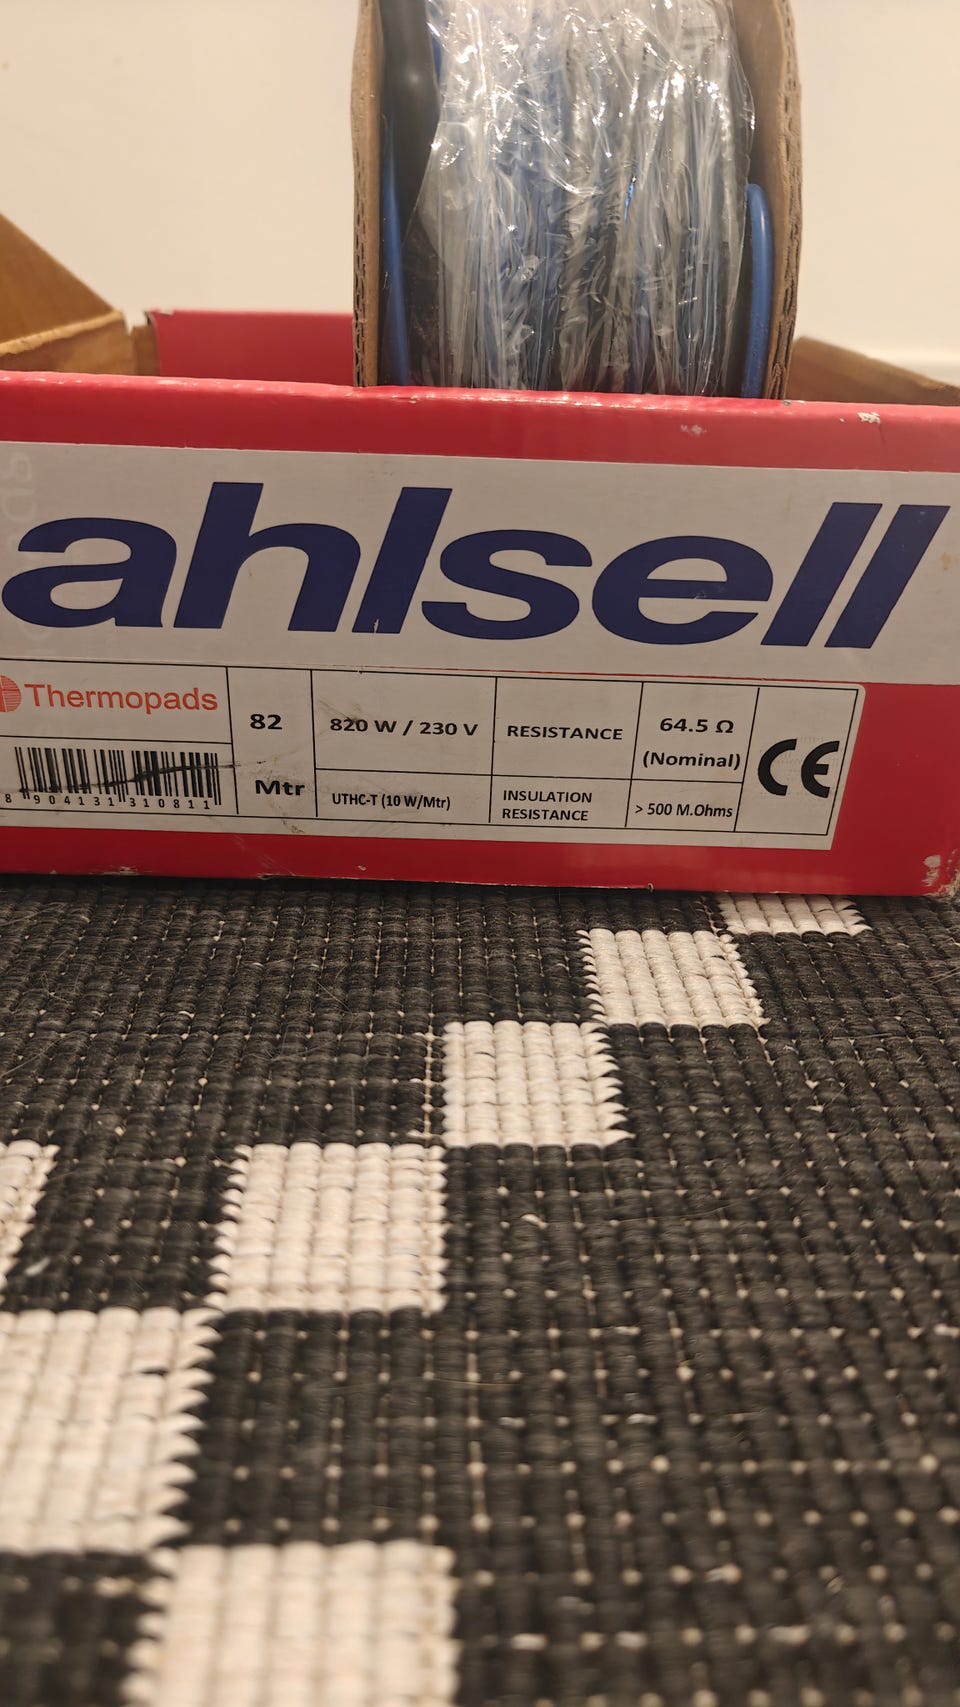 ahlsell
Thermopads
8 904131 310811
82
Mtr
820 W / 230 V
UTHC-T (10 W/Mtr)
RESISTANCE
INSULATION
RESISTANCE
64.5 Ω
(Nominal)
> 500 M.Ohms
CE